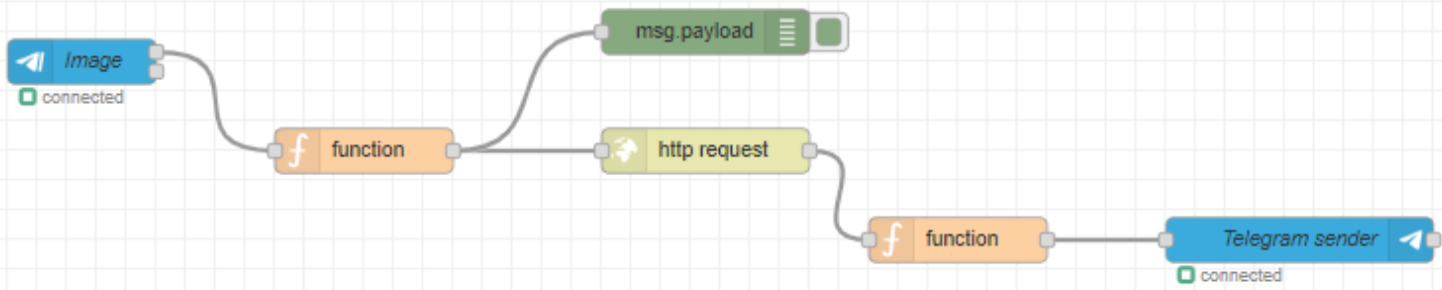 msg.payload
Image
connected
function
http request
function
Telegram sender
connected